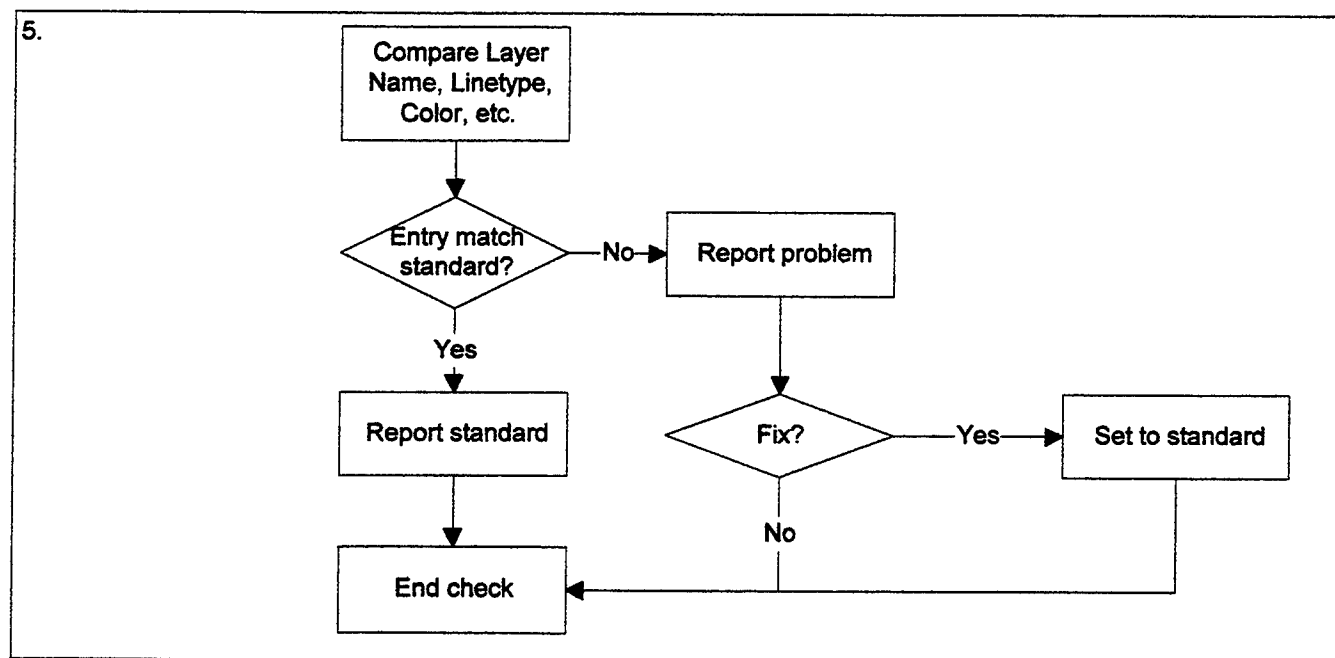 5.
Compare Layer
Name, Linetype,
Color, etc.
Entry match
standard?
No
Report problem
Yes
Report standard
Fix?
Yes
Set to standard
No
End check